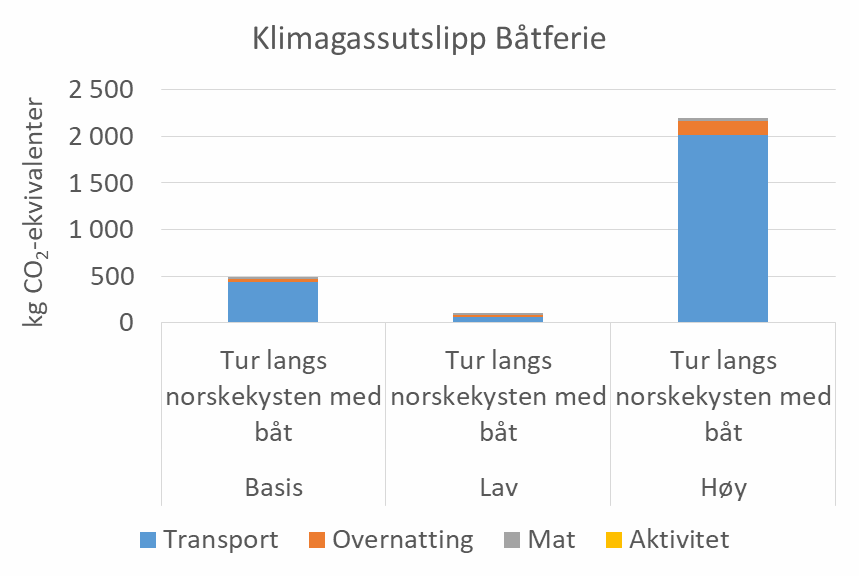 Klimagassutslipp Båtferie
kg CO₂-ekvivalenter
2 500
2 000
1 500
1 000
500
0
Tur langs norskekysten med båt
Tur langs norskekysten med båt
Tur langs norskekysten med båt
Basis
Lav
Høy
Transport
Overnatting
Mat
Aktivitet